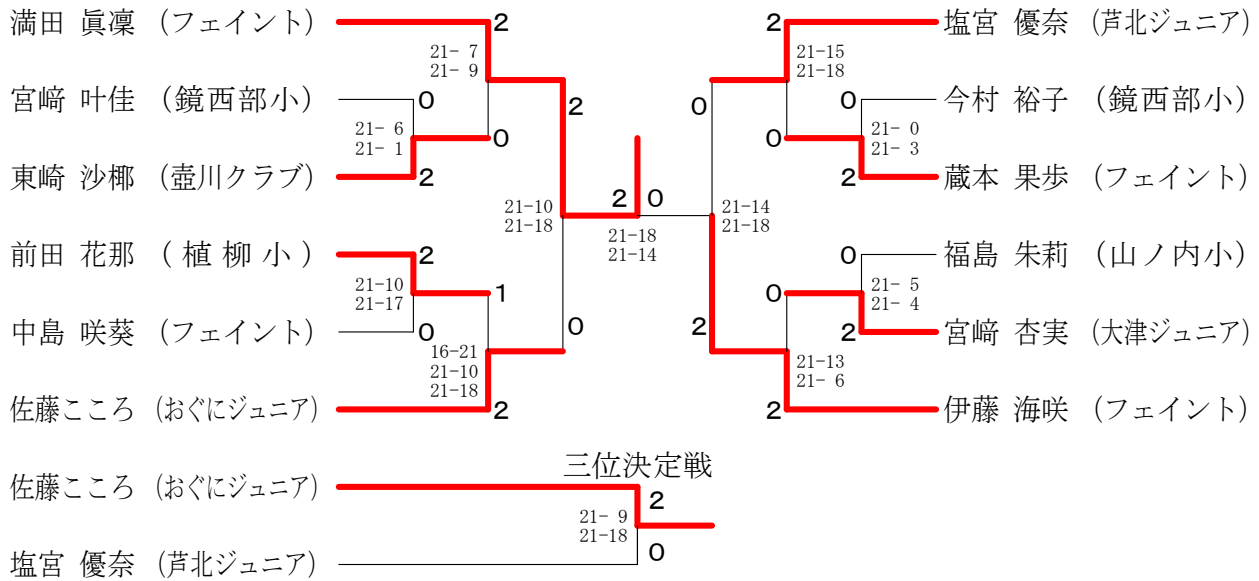 満田 眞凜 （フェイント） 2 2 塩宮 優奈 （芦北ジュニア）
21- 7 21-15
21- 9 21-18
宮﨑 叶佳 （鏡西部小） 0 2 0 0 今村 裕子 （鏡西部小）
21- 6 21- 0
21- 1 0 0 21- 3
東崎 沙椰 （壺川クラブ） 2 2 蔵本 果歩 （フェイント）
21-10 2 0 21-14
21-18 21-18
21-18
21-14
前田 花那 （ 植 柳 小 ） 2 0 福島 朱莉 （山ノ内小）
21-10 1 0 21- 5
21-17 21- 4
中島 咲葵 （フェイント） 0 0 2 2 宮﨑 杏実 （大津ジュニア）
16-21 21-13
21-10 21- 6
21-18
佐藤こころ （おぐにジュニア） 2 2 伊藤 海咲 （フェイント）
三位決定戦
佐藤こころ （おぐにジュニア） 2
21- 9
21-18
塩宮 優奈 （芦北ジュニア） 0